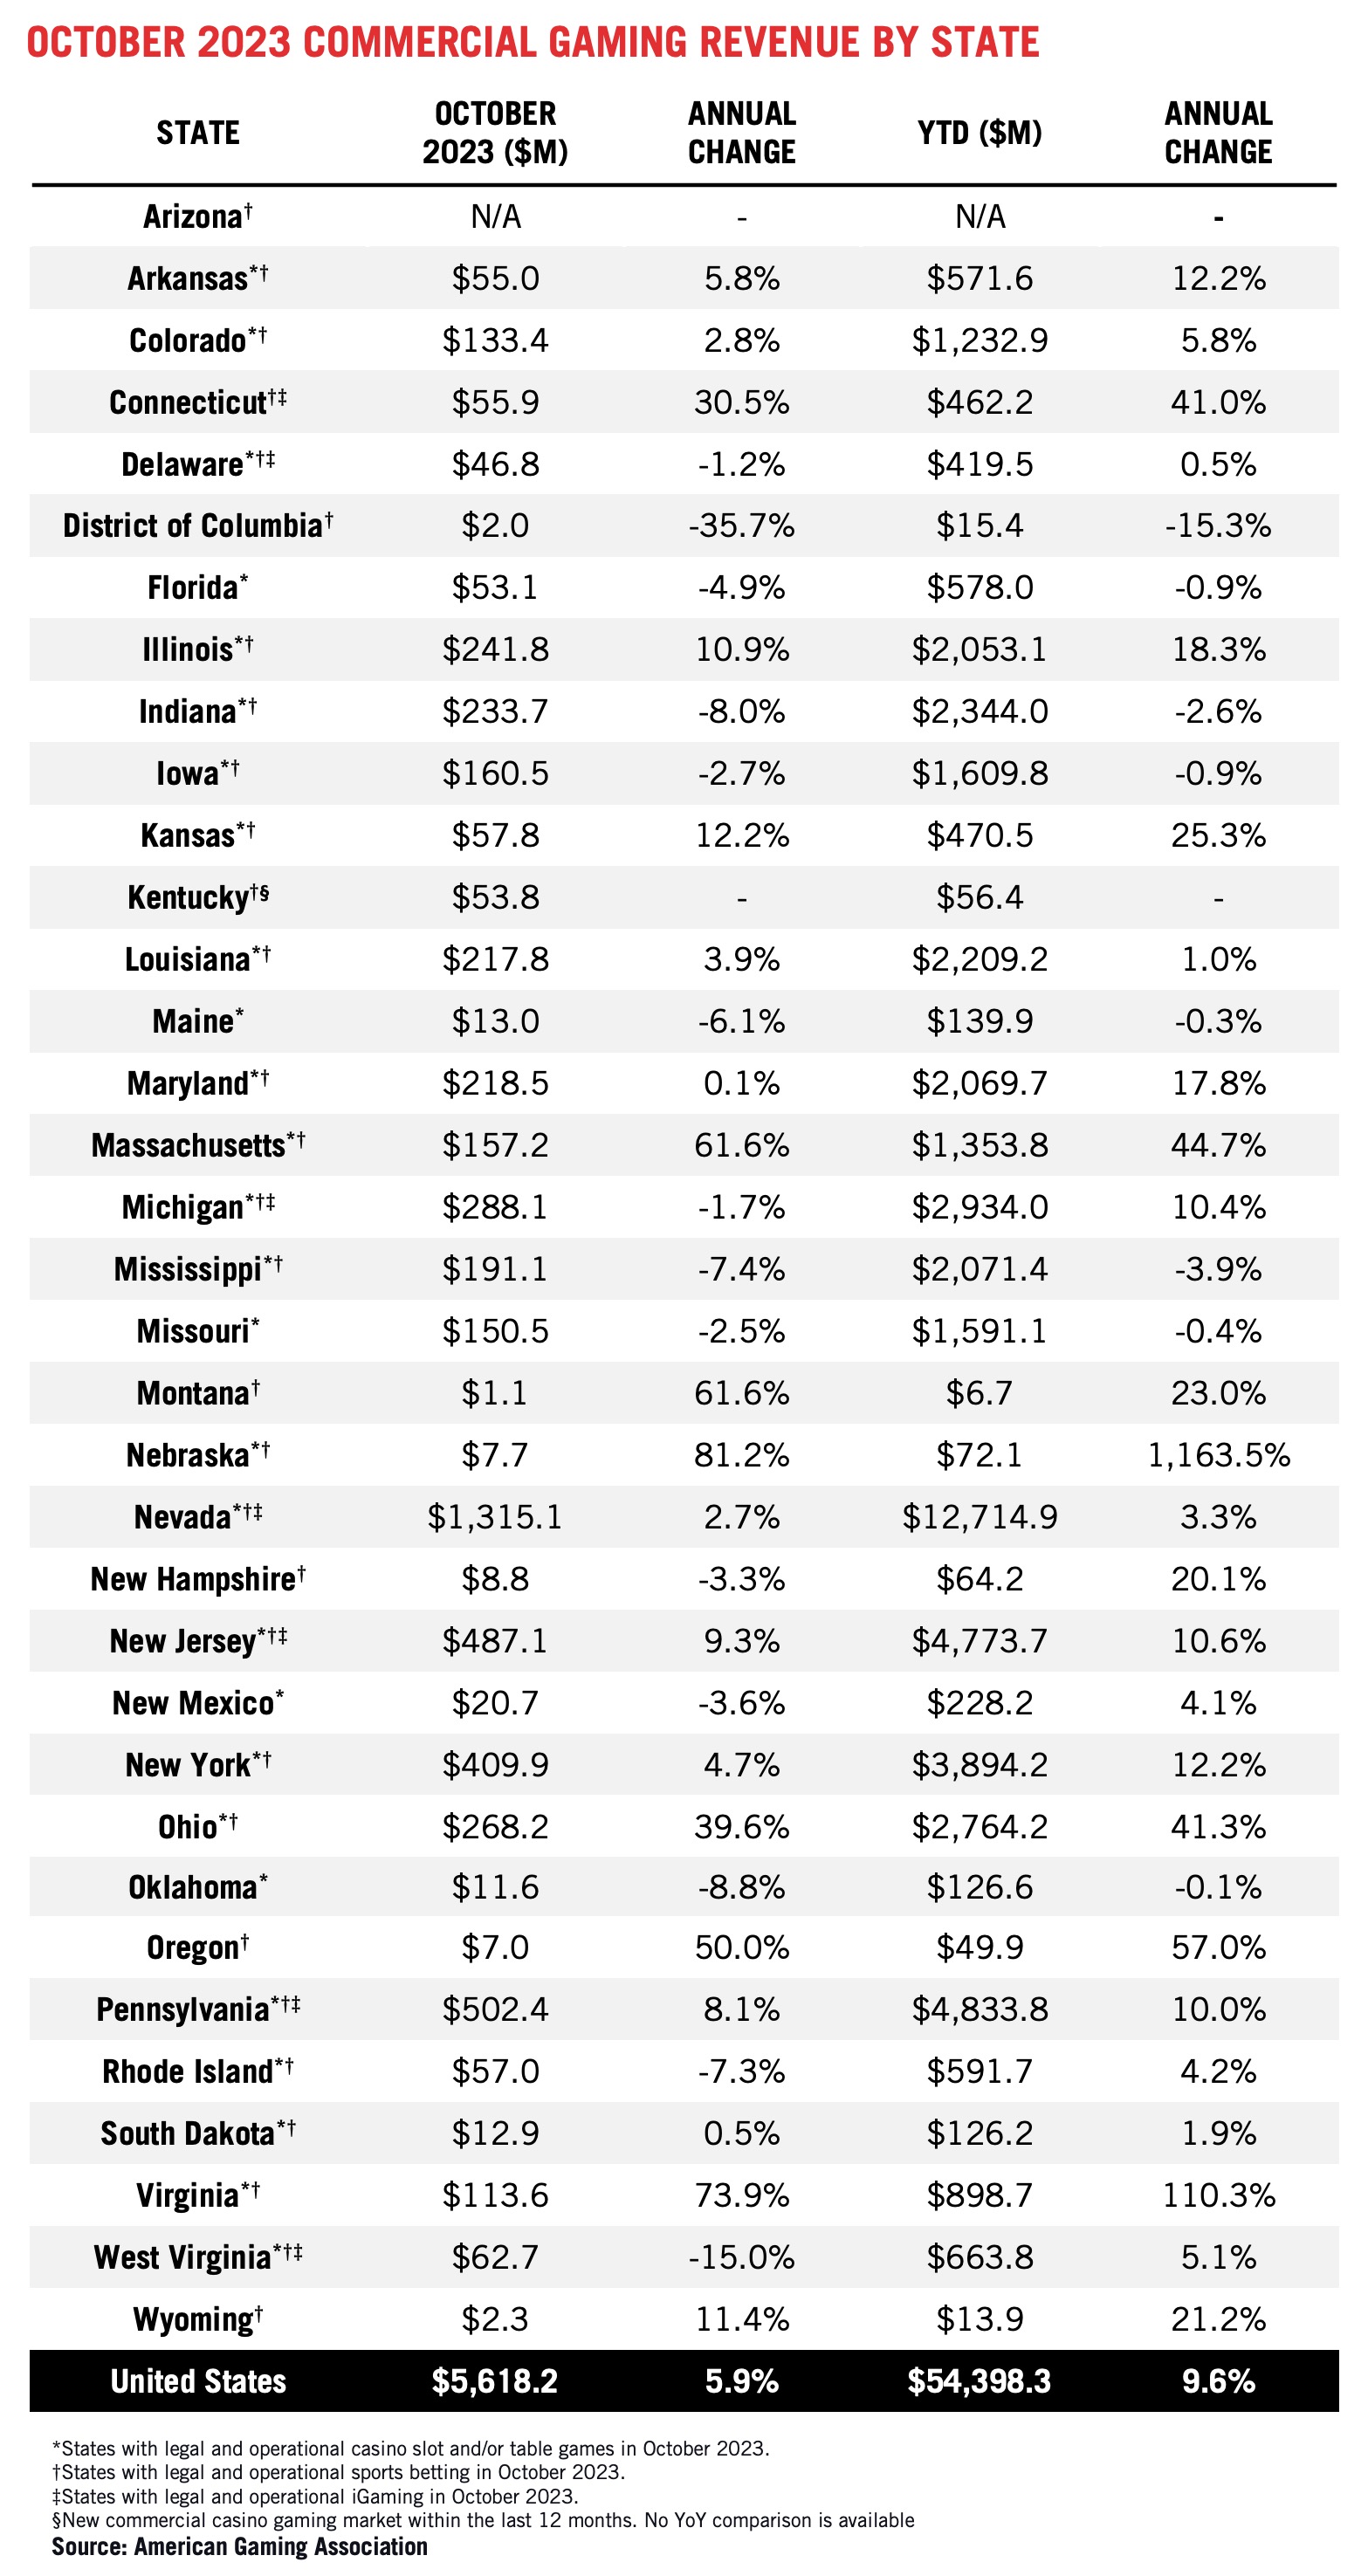 OCTOBER 2023 COMMERCIAL GAMING REVENUE BY STATE
STATE OCTOBER 2023 ($M) ANNUAL CHANGE YTD ($M) ANNUAL CHANGE
Arizona† N/A - N/A -
Arkansas*† $55.0 5.8% $571.6 12.2%
Colorado*† $133.4 2.8% $1,232.9 5.8%
Connecticut†‡ $55.9 30.5% $462.2 41.0%
Delaware*†‡ $46.8 -1.2% $419.5 0.5%
District of Columbia† $2.0 -35.7% $15.4 -15.3%
Florida* $53.1 -4.9% $578.0 -0.9%
Illinois*† $241.8 10.9% $2,053.1 18.3%
Indiana*† $233.7 -8.0% $2,344.0 -2.6%
Iowa*† $160.5 -2.7% $1,609.8 -0.9%
Kansas*† $57.8 12.2% $470.5 25.3%
Kentucky†§ $53.8 - $56.4 -
Louisiana*† $217.8 3.9% $2,209.2 1.0%
Maine* $13.0 -6.1% $139.9 -0.3%
Maryland*† $218.5 0.1% $2,069.7 17.8%
Massachusetts*† $157.2 61.6% $1,353.8 44.7%
Michigan*†‡ $288.1 -1.7% $2,934.0 10.4%
Mississippi*† $191.1 -7.4% $2,071.4 -3.9%
Missouri* $150.5 -2.5% $1,591.1 -0.4%
Montana† $1.1 61.6% $6.7 23.0%
Nebraska*† $7.7 81.2% $72.1 1,163.5%
Nevada*†‡ $1,315.1 2.7% $12,714.9 3.3%
New Hampshire† $8.8 -3.3% $64.2 20.1%
New Jersey*†‡ $487.1 9.3% $4,773.7 10.6%
New Mexico* $20.7 -3.6% $228.2 4.1%
New York*† $409.9 4.7% $3,894.2 12.2%
Ohio*† $268.2 39.6% $2,764.2 41.3%
Oklahoma* $11.6 -8.8% $126.6 -0.1%
Oregon† $7.0 50.0% $49.9 57.0%
Pennsylvania*†‡ $502.4 8.1% $4,833.8 10.0%
Rhode Island*† $57.0 -7.3% $591.7 4.2%
South Dakota*† $12.9 0.5% $126.2 1.9%
Virginia*† $113.6 73.9% $898.7 110.3%
West Virginia*†‡ $62.7 -15.0% $663.8 5.1%
Wyoming† $2.3 11.4% $13.9 21.2%
United States $5,618.2 5.9% $54,398.3 9.6%
*States with legal and operational casino slot and/or table games in October 2023.
†States with legal and operational sports betting in October 2023.
‡States with legal and operational iGaming in October 2023.
§New commercial casino gaming market within the last 12 months. No YoY comparison is available
Source: American Gaming Association